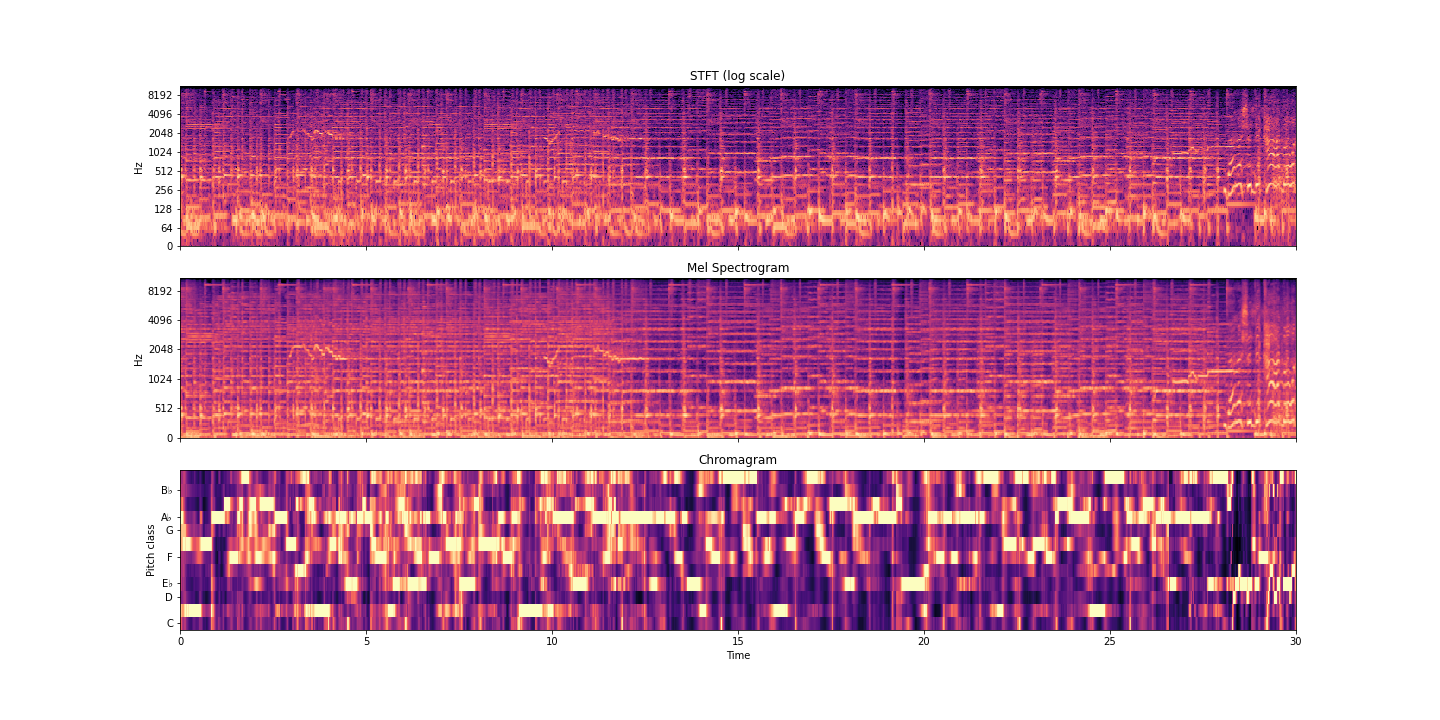 STFT (log scale)
8192
4096
2048
1024
512
256
128
64
0
Hz
Mel Spectrogram
8192
4096
2048
1024
512
0
Hz
Chromagram
B♭
A♭
G
F
E♭
D
C
Pitch class
0 5 10 15 20 25 30
Time